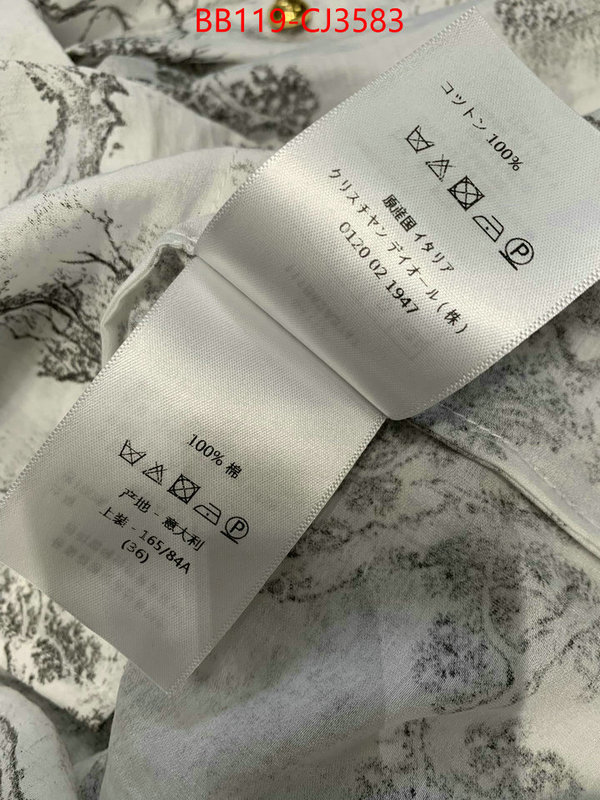 BB119-CJ3583
コットン 100%
P
原産国 イタリア
クリスチャン デイオール(株)
0120 02 1947
100% 棉
P
产地 - 意大利
上装 - 165/84A
(36)